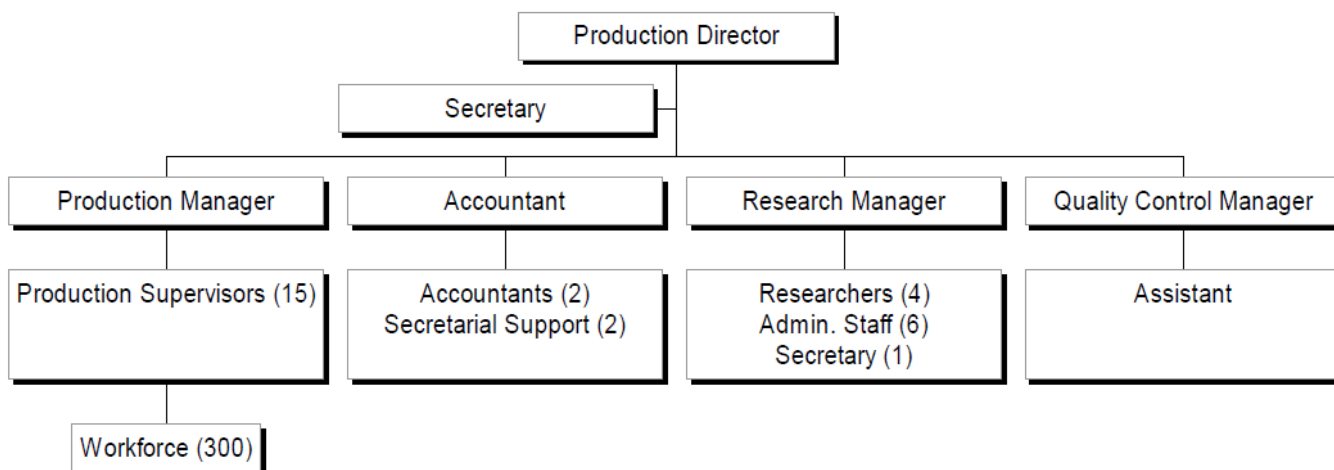 Production Director
Secretary
Production Manager
Accountant
Research Manager
Quality Control Manager
Production Supervisors (15)
Accountants (2)
Secretarial Support (2)
Researchers (4)
Admin. Staff (6)
Secretary (1)
Assistant
Workforce (300)